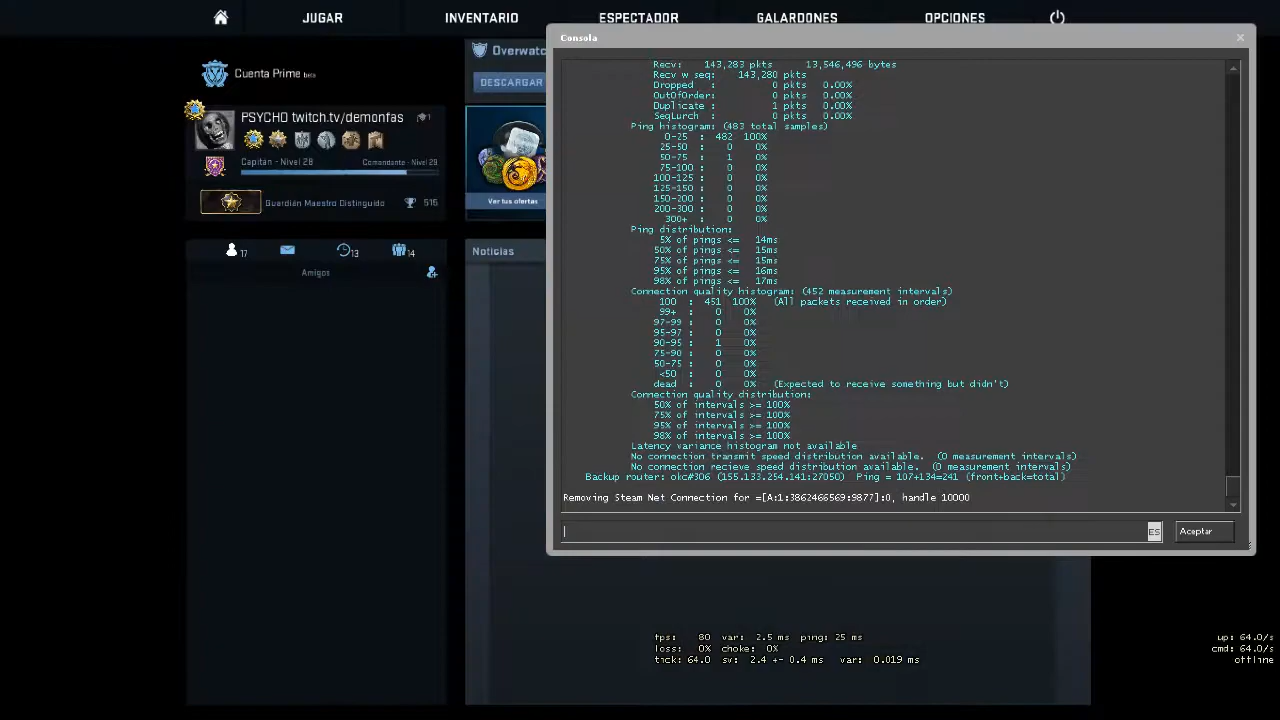 JUGAR INVENTARIO ESPECTADOR GALARDONES OPCIONES
Consola
Cuenta Prime beta
Overwatc
DESCARGAR
PSYCHO twitch.tv/demonfas
1
Capitán - Nivel 28 Comandante - Nivel 29
Guardián Maestro Distinguido 515
Ver tus ofertas
17 13 14
Amigos
Noticias
Recv: 143,283 pkts 13,546,496 bytes
Recv w seq: 143,280 pkts
Dropped : 0 pkts 0.00%
OutOfOrder: 0 pkts 0.00%
Duplicate : 1 pkts 0.00%
SeqLurch : 0 pkts 0.00%
Ping histogram: (483 total samples)
0-25 : 482 100%
25-50 : 0 0%
50-75 : 1 0%
75-100 : 0 0%
100-125 : 0 0%
125-150 : 0 0%
150-200 : 0 0%
200-300 : 0 0%
300+ : 0 0%
Ping distribution:
5% of pings <= 14ms
50% of pings <= 15ms
75% of pings <= 15ms
95% of pings <= 16ms
98% of pings <= 17ms
Connection quality histogram: (452 measurement intervals)
100 : 451 100% (All packets received in order)
99+ : 0 0%
97-99 : 0 0%
95-97 : 0 0%
90-95 : 1 0%
75-90 : 0 0%
50-75 : 0 0%
<50 : 0 0%
dead : 0 0% (Expected to receive something but didn't)
Connection quality distribution:
50% of intervals >= 100%
75% of intervals >= 100%
95% of intervals >= 100%
98% of intervals >= 100%
Latency variance histogram not available
No connection transmit speed distribution available. (0 measurement intervals)
No connection recieve speed distribution available. (0 measurement intervals)
Backup router: okc#306 (155.133.254.141:27050) Ping = 107+134=241 (front+back=total)
Removing Steam Net Connection for =[A:1:3862466569:9877]:0, handle 10000
ES Aceptar
fps: 80 var: 2.5 ms ping: 25 ms
loss: 0% choke: 0%
tick: 64.0 sv: 2.4 +- 0.4 ms var: 0.019 ms
up: 64.0/s
cmd: 64.0/s
offline